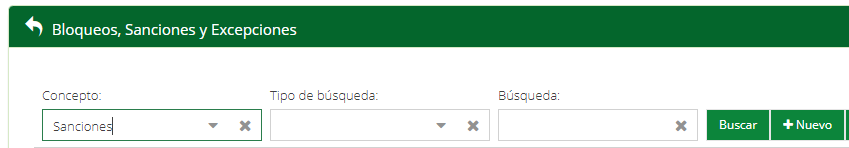 Bloqueos, Sanciones y Excepciones
Concepto: Tipo de búsqueda: Búsqueda:
Sanciones Buscar Nuevo